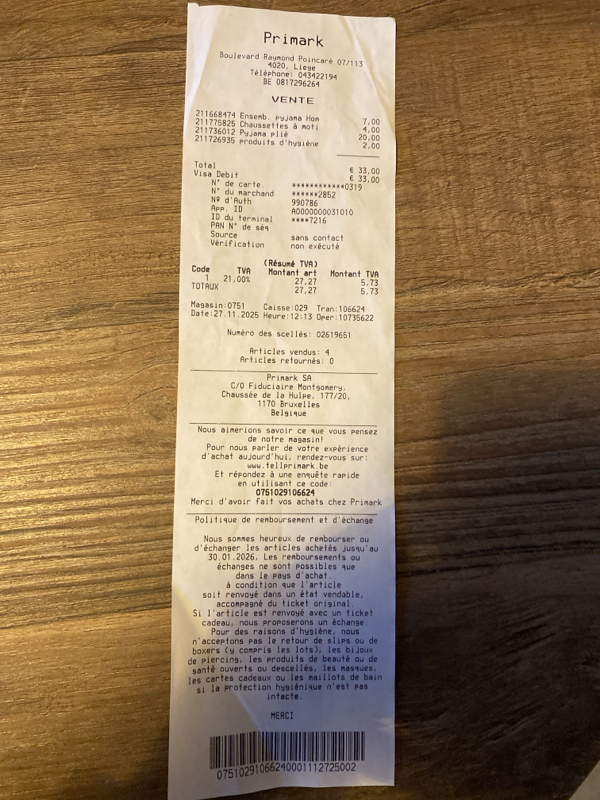 Primark
Boulevard Raymond Poincaré 07/113
4020, Liege
Téléphone: 043422194
BE 0817296264
VENTE
211668474 Ensemb. pyjama Hom 7,00
211775825 Chaussettes à moti 4,00
211736012 Pyjama plié 20,00
211726935 produits d'hygiène 2,00
Total € 33,00
Visa Debit € 33,00
N° de carte. ************0319
N° du marchand ******2852
Nº d'Auth 990786
App. ID A0000000031010
ID du terminal ****7216
PAN N° de séq
Source sans contact
Vérification non exécuté
(Résumé TVA)
Code TVA Montant art Montant TVA
1 21,00% 27,27 5,73
TOTAUX 27,27 5,73
Magasin:0751 Caisse:029 Tran:106624
Date:27.11.2025 Heure:12:13 Oper:10735622
Numéro des scellés: 02619651
Articles vendus: 4
Articles retournés: 0
Primark SA
C/O Fiduciaire Montgomery,
Chaussée de la Hulpe, 177/20,
1170 Bruxelles
Belgique
Nous aimerions savoir ce que vous pensez
de notre magasin!
Pour nous parler de votre expérience
d'achat aujourd'hui, rendez-vous sur:
www.tellprimark.be
Et répondez à une enquête rapide
en utilisant ce code:
0751029106624
Merci d'avoir fait vos achats chez Primark
Politique de remboursement et d'échange
Nous sommes heureux de rembourser ou
d'échanger les articles achetés jusqu'au
30.01.2026. Les remboursements ou
échanges ne sont possibles que
dans le pays d'achat.
à condition que l'article
soit renvoyé dans un état vendable,
accompagné du ticket original.
Si l'article est renvoyé avec un ticket
cadeau, nous proposerons un échange.
Pour des raisons d'hygiène, nous
n'acceptons pas le retour de slips ou de
boxers (y compris les lots), les bijoux
de piercing, les produits de beauté ou de
santé ouverts ou descellés, les masques,
les cartes cadeaux ou les maillots de bain
si la protection hygiénique n'est pas
intacte.
MERCI
07510291066240001112725002